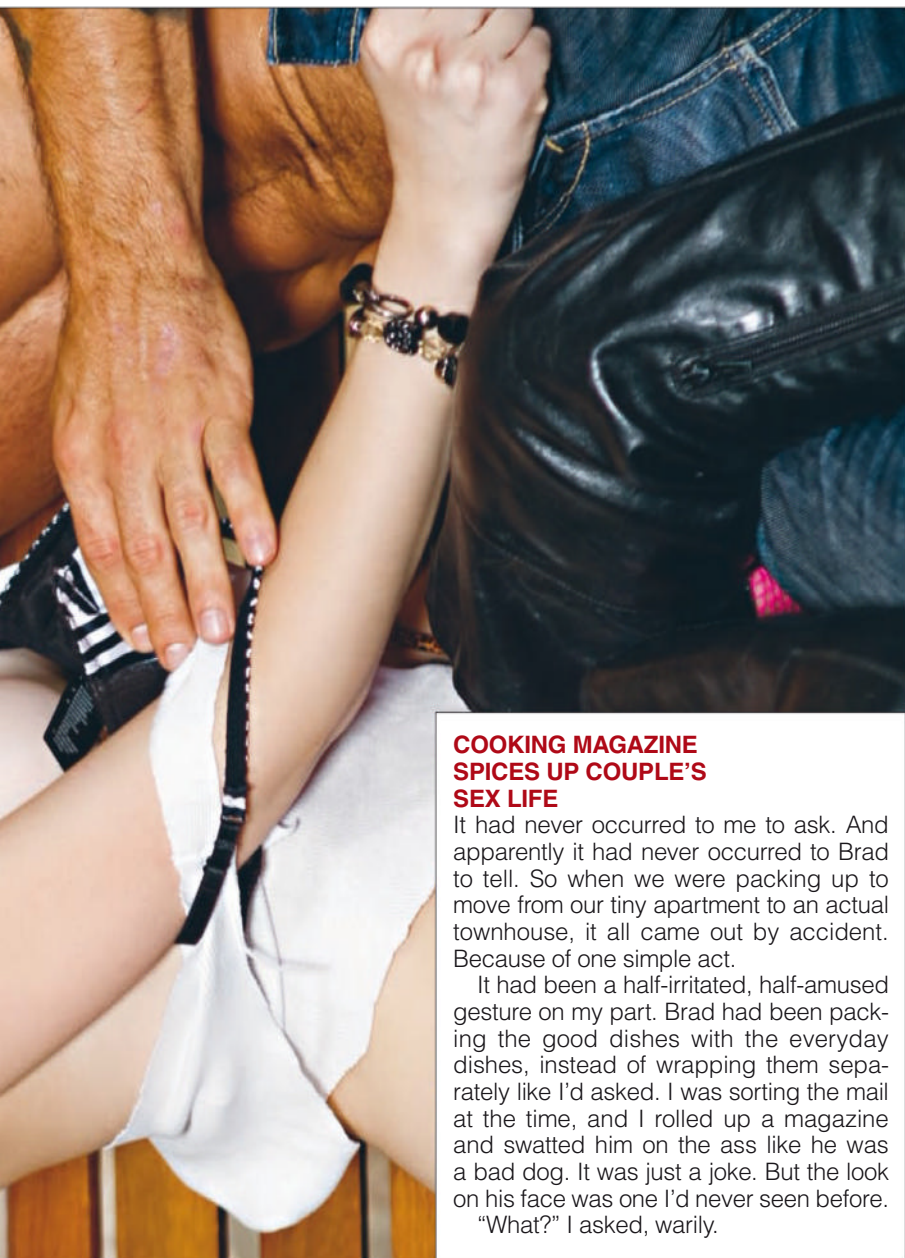 COOKING MAGAZINE
SPICES UP COUPLE'S
SEX LIFE
It had never occurred to me to ask. And
apparently it had never occurred to Brad
to tell. So when we were packing up to
move from our tiny apartment to an actual
townhouse, it all came out by accident.
Because of one simple act.
It had been a half-irritated, half-amused
gesture on my part. Brad had been pack-
ing the good dishes with the everyday
dishes, instead of wrapping them sepa-
rately like I'd asked. I was sorting the mail
at the time, and I rolled up a magazine
and swatted him on the ass like he was
a bad dog. It was just a joke. But the look
on his face was one I'd never seen before.
“What?” I asked, warily.